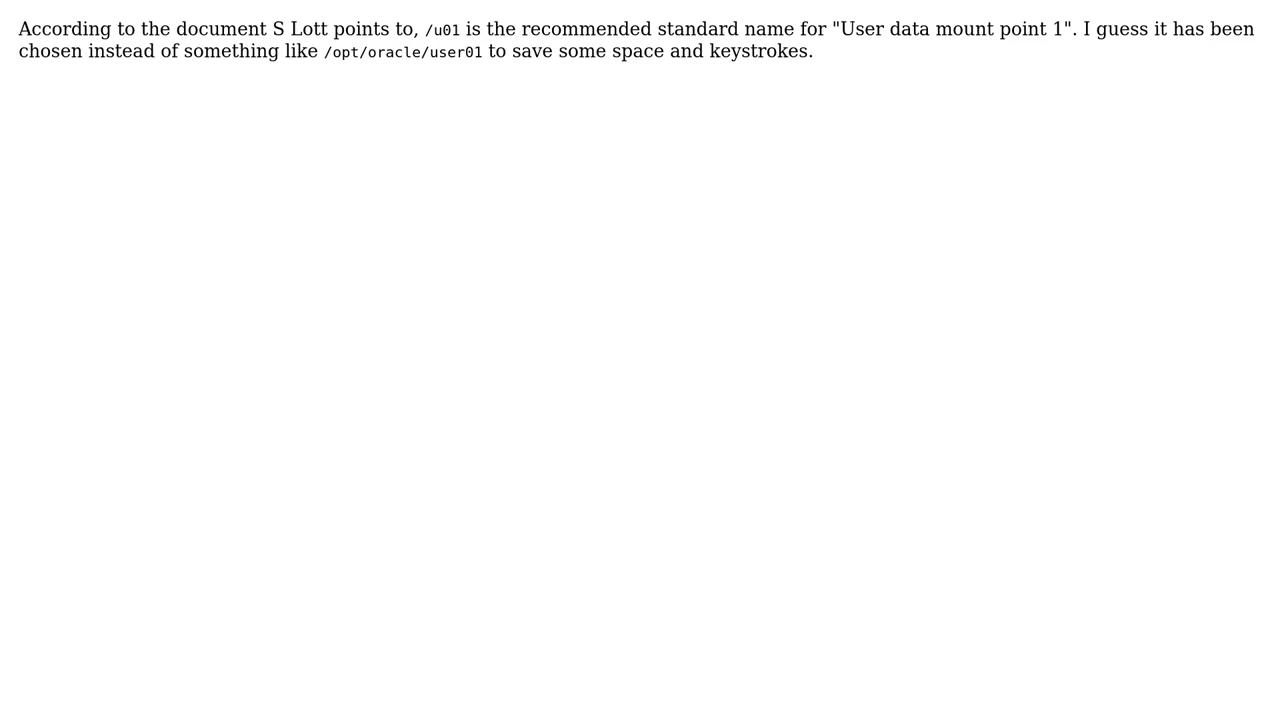 According to the document S Lott points to, /u01 is the recommended standard name for "User data mount point 1". I guess it has been
chosen instead of something like /opt/oracle/user01 to save some space and keystrokes.